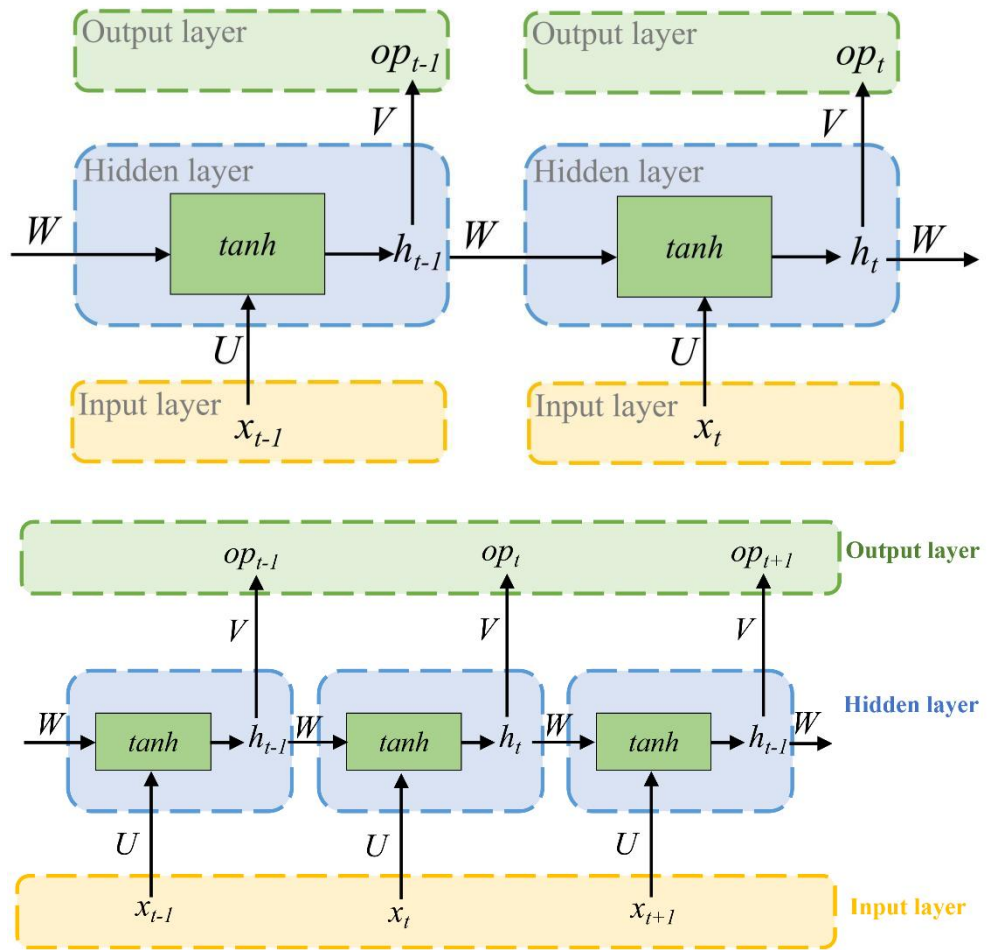 Output layer Output layer
op_{t-1} op_t
V V
Hidden layer Hidden layer
W tanh h_{t-1} W tanh h_t W
U U
Input layer Input layer
x_{t-1} x_t
op_{t-1} op_t op_{t+1} Output layer
V V V
W tanh h_{t-1} W tanh h_t W tanh h_{t-1} W Hidden layer
U U U
x_{t-1} x_t x_{t+1} Input layer